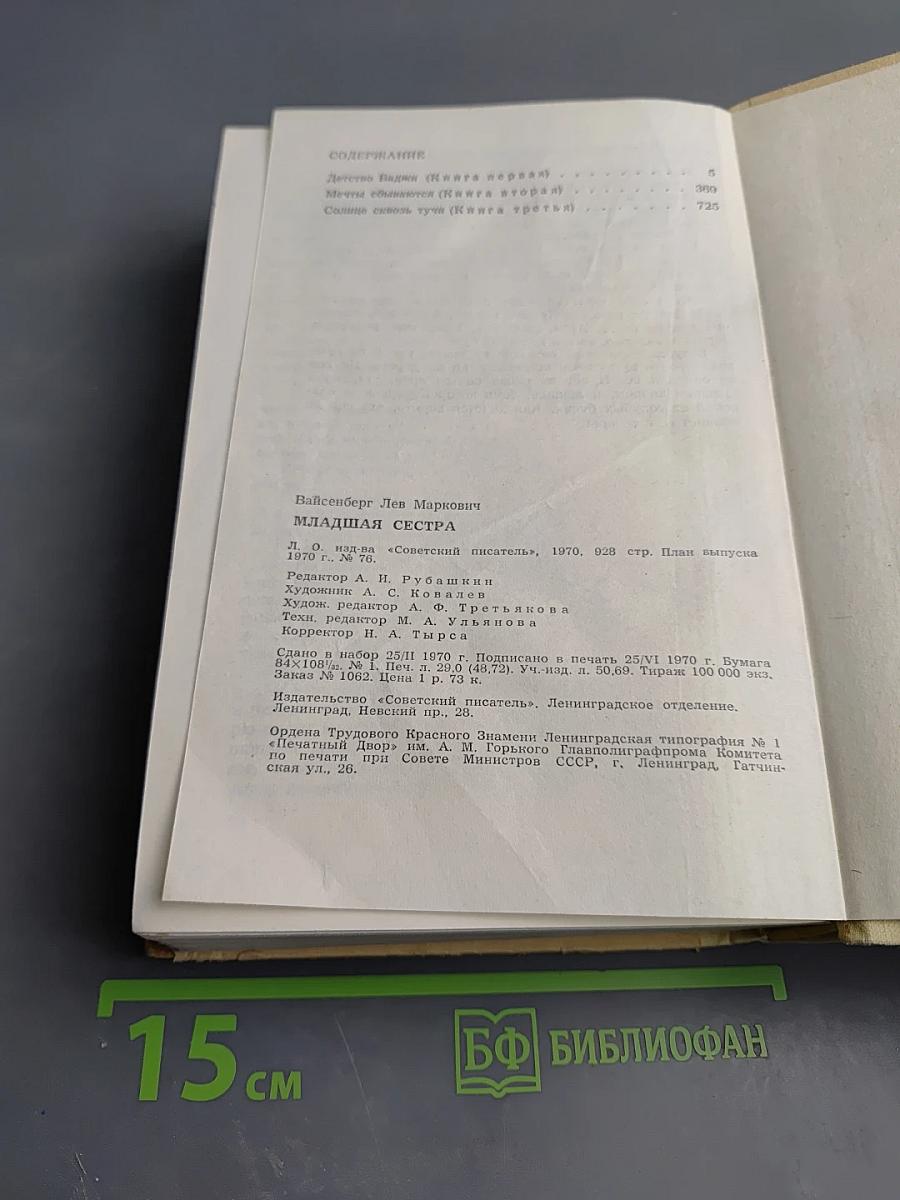 СОДЕРЖАНИЕ
Детство Баджи (Книга первая) . . . . . . . . . 5
Мечты сбываются (Книга вторая) . . . . . . . . 369
Солнце сквозь тучи (Книга третья) . . . . . . . 725
Вайсенберг Лев Маркович
МЛАДШАЯ СЕСТРА
Л. О. изд-ва «Советский писатель», 1970, 928 стр. План выпуска
1970 г., № 76.
Редактор А. И. Рубашкин
Художник А. С. Ковалев
Худож. редактор А. Ф. Третьякова
Техн. редактор М. А. Ульянова
Корректор Н. А. Тырса
Сдано в набор 25/II 1970 г. Подписано в печать 25/VI 1970 г. Бумага
84×108¹/₃₂. № 1. Печ. л. 29,0 (48,72). Уч.-изд. л. 50,69. Тираж 100 000 экз.
Заказ № 1062. Цена 1 р. 73 к.
Издательство «Советский писатель». Ленинградское отделение.
Ленинград, Невский пр., 28.
Ордена Трудового Красного Знамени Ленинградская типография № 1
«Печатный Двор» им. А. М. Горького Главполиграфпрома Комитета
по печати при Совете Министров СССР, г. Ленинград, Гатчин-
ская ул., 26.
15 см
БФ БИБЛИОФАН